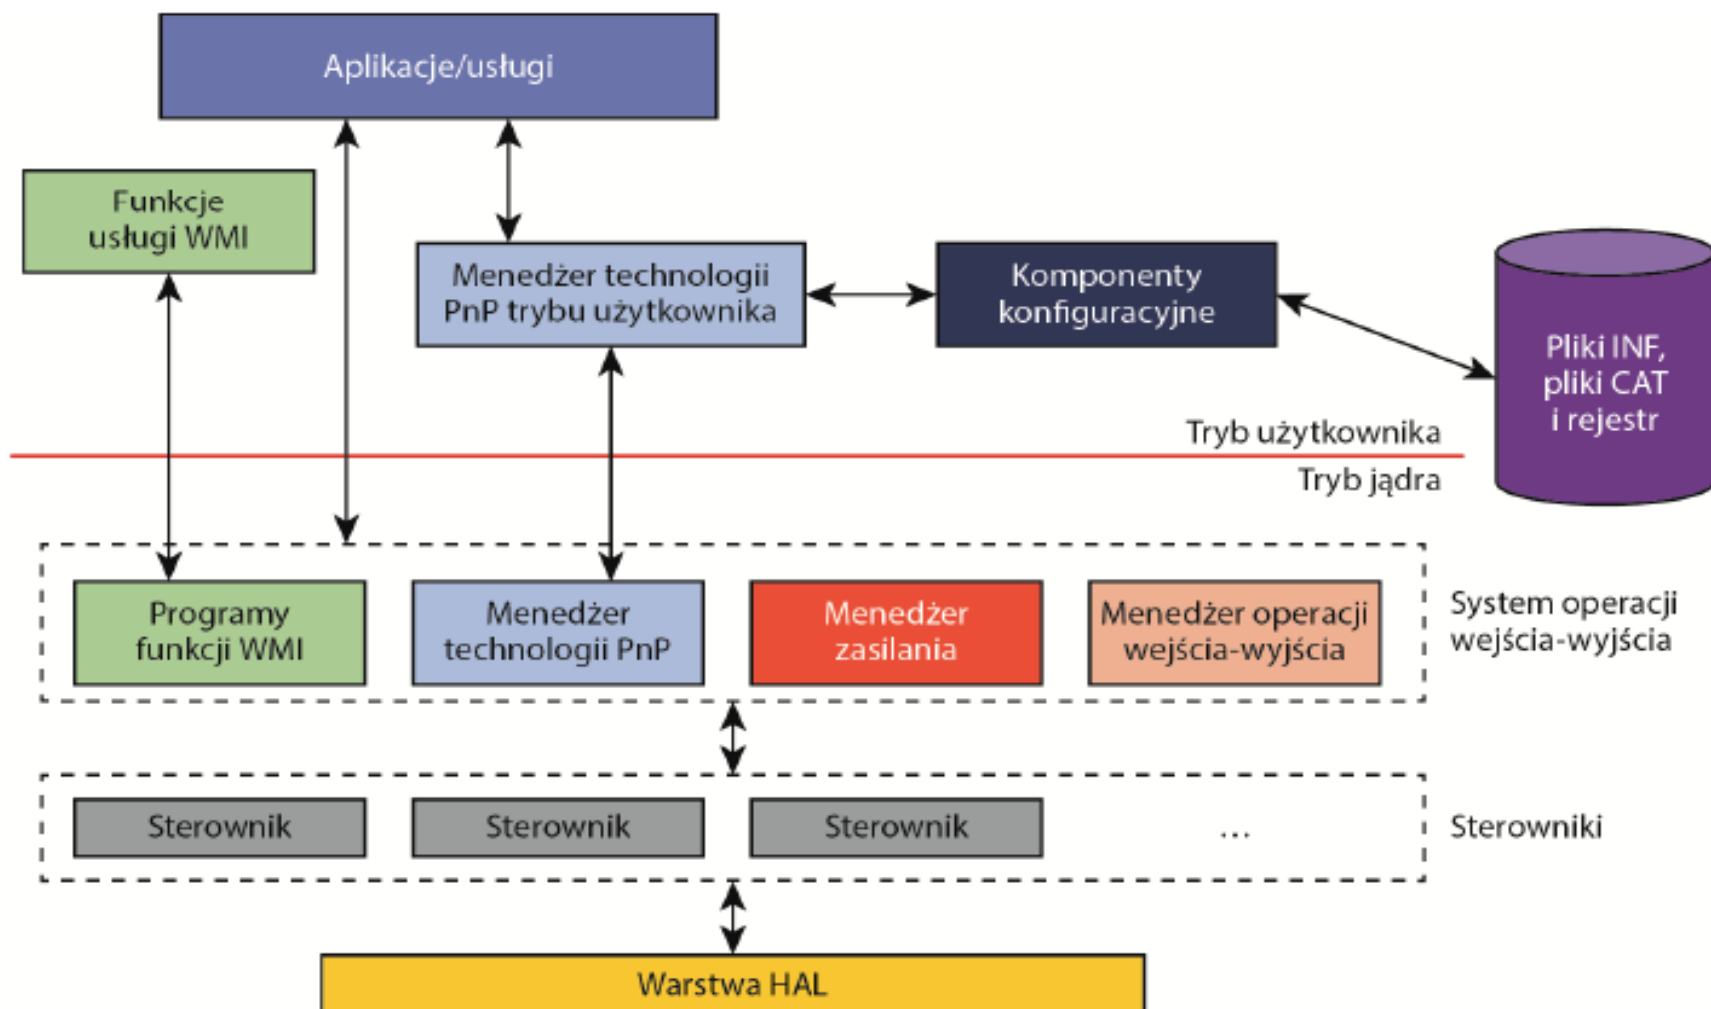 Aplikacje/usługi
Funkcje
usługi WMI
Menedżer technologii
PnP trybu użytkownika
Komponenty
konfiguracyjne
Pliki INF,
pliki CAT
i rejestr
Tryb użytkownika
Tryb jądra
Programy
funkcji WMI
Menedżer
technologii PnP
Menedżer
zasilania
Menedżer operacji
wejścia-wyjścia
System operacji
wejścia-wyjścia
Sterownik
Sterownik
Sterownik
...
Sterowniki
Warstwa HAL